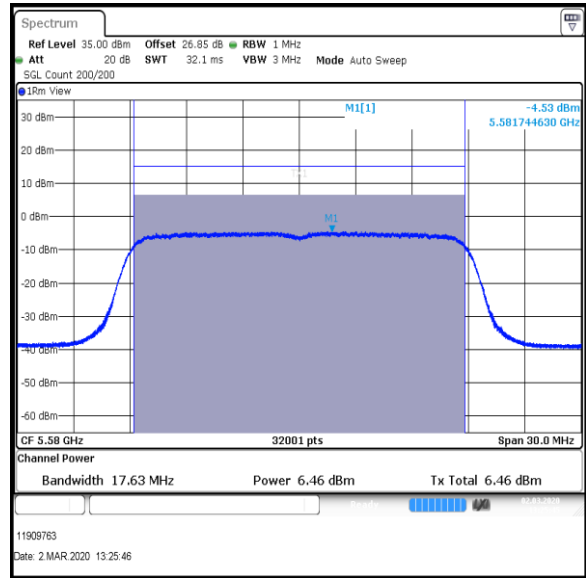 Spectrum
Ref Level 35.00 dBm Offset 26.85 dB RBW 1 MHz
Att 20 dB SWT 32.1 ms VBW 3 MHz Mode Auto Sweep
SGL Count 200/200
1Rm View
M1[1] -4.53 dBm
5.581744630 GHz
30 dBm
20 dBm
10 dBm
0 dBm
M1
-10 dBm
-20 dBm
-30 dBm
-40 dBm
-50 dBm
-60 dBm
CF 5.58 GHz 32001 pts Span 30.0 MHz
Channel Power
Bandwidth 17.63 MHz Power 6.46 dBm Tx Total 6.46 dBm
Ready 02.03.2020
11909763
Date: 2.MAR.2020 13:25:46